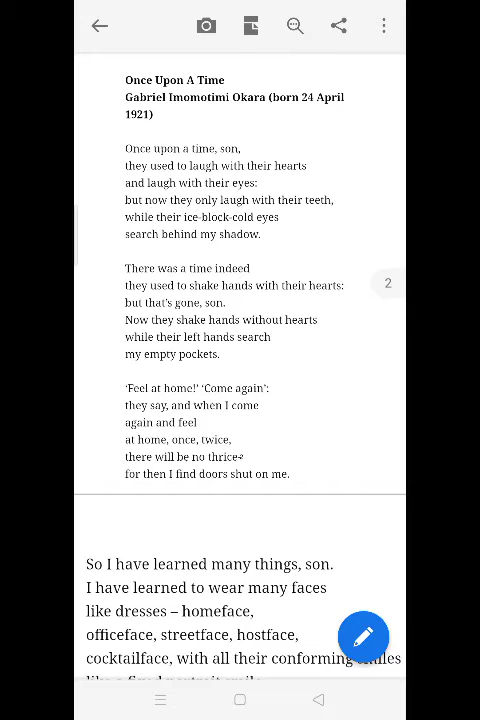 Once Upon A Time
Gabriel Imomotimi Okara (born 24 April
1921)
Once upon a time, son,
they used to laugh with their hearts
and laugh with their eyes:
but now they only laugh with their teeth,
while their ice-block-cold eyes
search behind my shadow.
There was a time indeed
they used to shake hands with their hearts:
but that's gone, son.
2
Now they shake hands without hearts
while their left hands search
my empty pockets.
‘Feel at home!’ ‘Come again’:
they say, and when I come
again and feel
at home, once, twice,
there will be no thrice-
for then I find doors shut on me.
So I have learned many things, son.
I have learned to wear many faces
like dresses – homeface,
officeface, streetface, hostface,
cocktailface, with all their conforming smiles
like a fixed portrait smile.